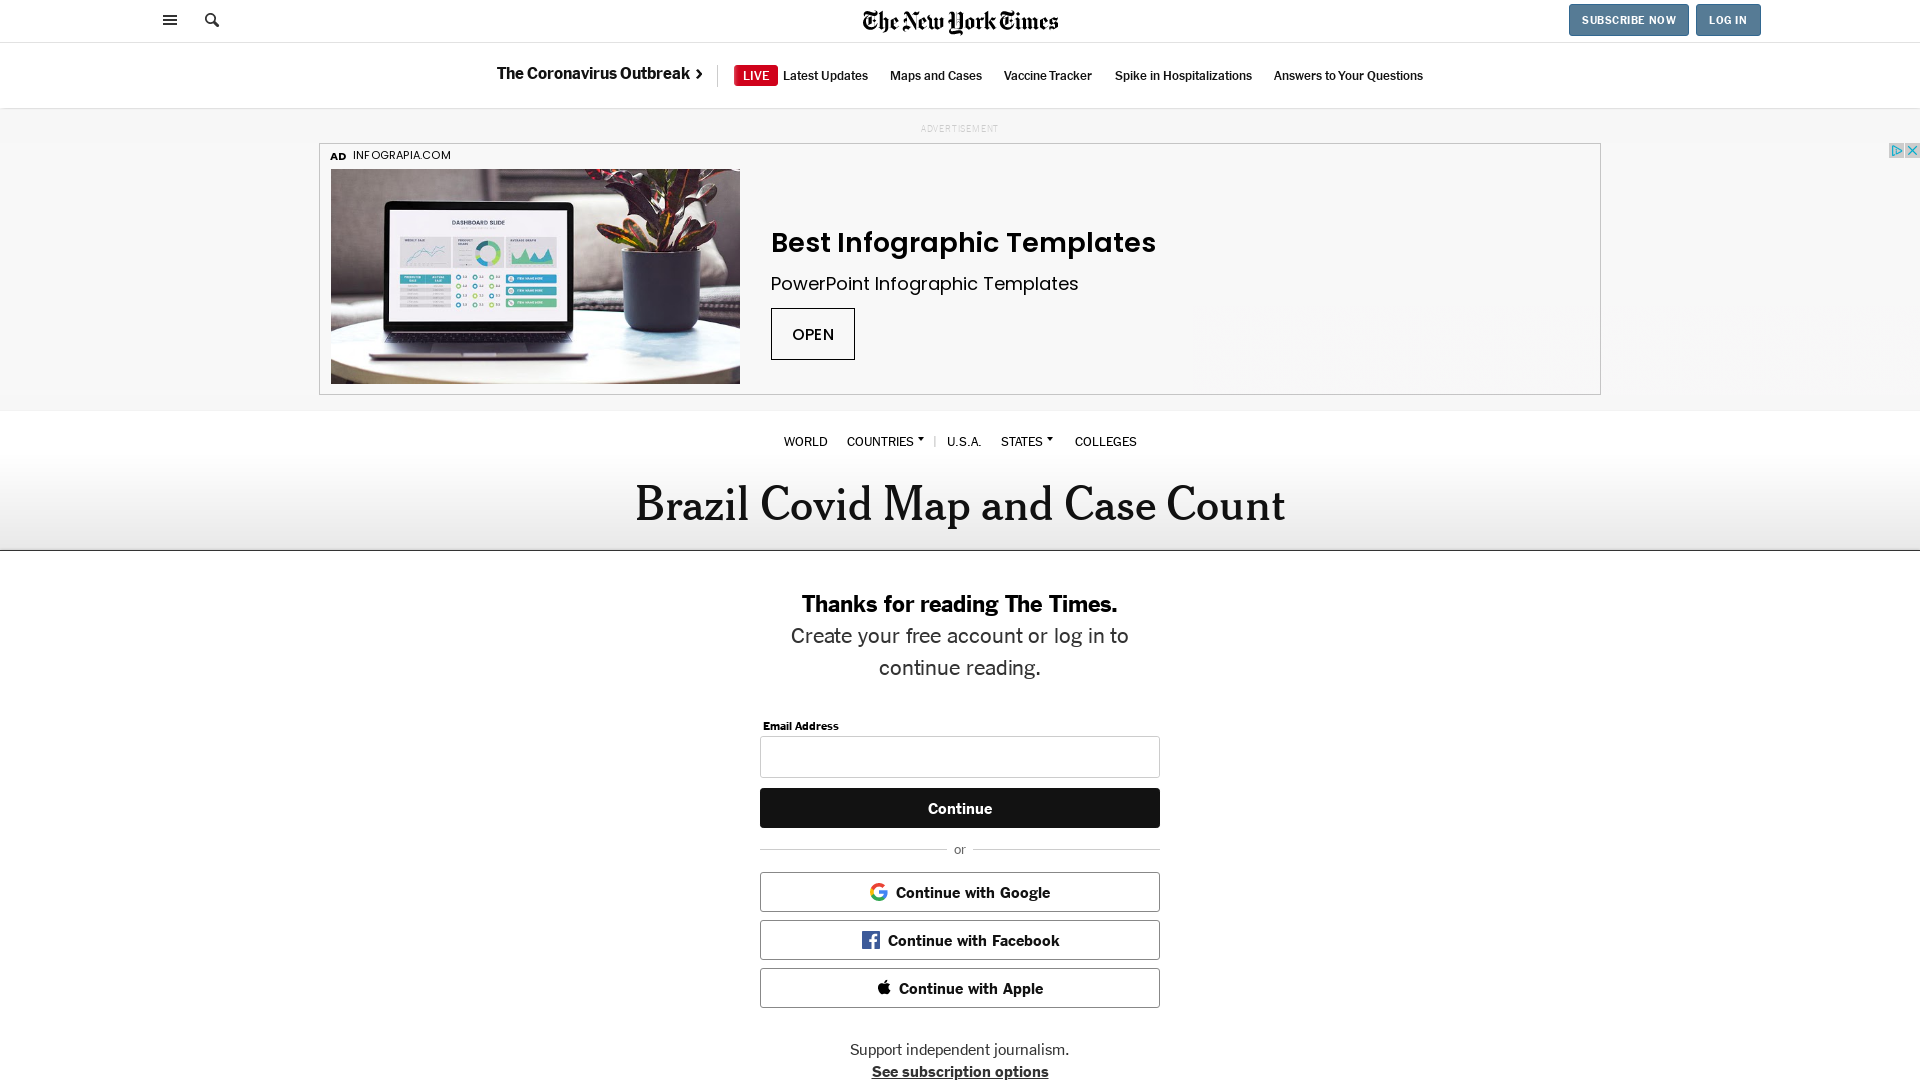 The New York Times
SUBSCRIBE NOW
LOG IN
The Coronavirus Outbreak
LIVE
Latest Updates
Maps and Cases
Vaccine Tracker
Spike in Hospitalizations
Answers to Your Questions
ADVERTISEMENT
AD INFOGRAPIA.COM
DASHBOARD SLIDE
Best Infographic Templates
PowerPoint Infographic Templates
OPEN
WORLD
COUNTRIES
U.S.A.
STATES
COLLEGES
Brazil Covid Map and Case Count
Thanks for reading The Times.
Create your free account or log in to
continue reading.
Email Address
Continue
or
Continue with Google
Continue with Facebook
Continue with Apple
Support independent journalism.
See subscription options